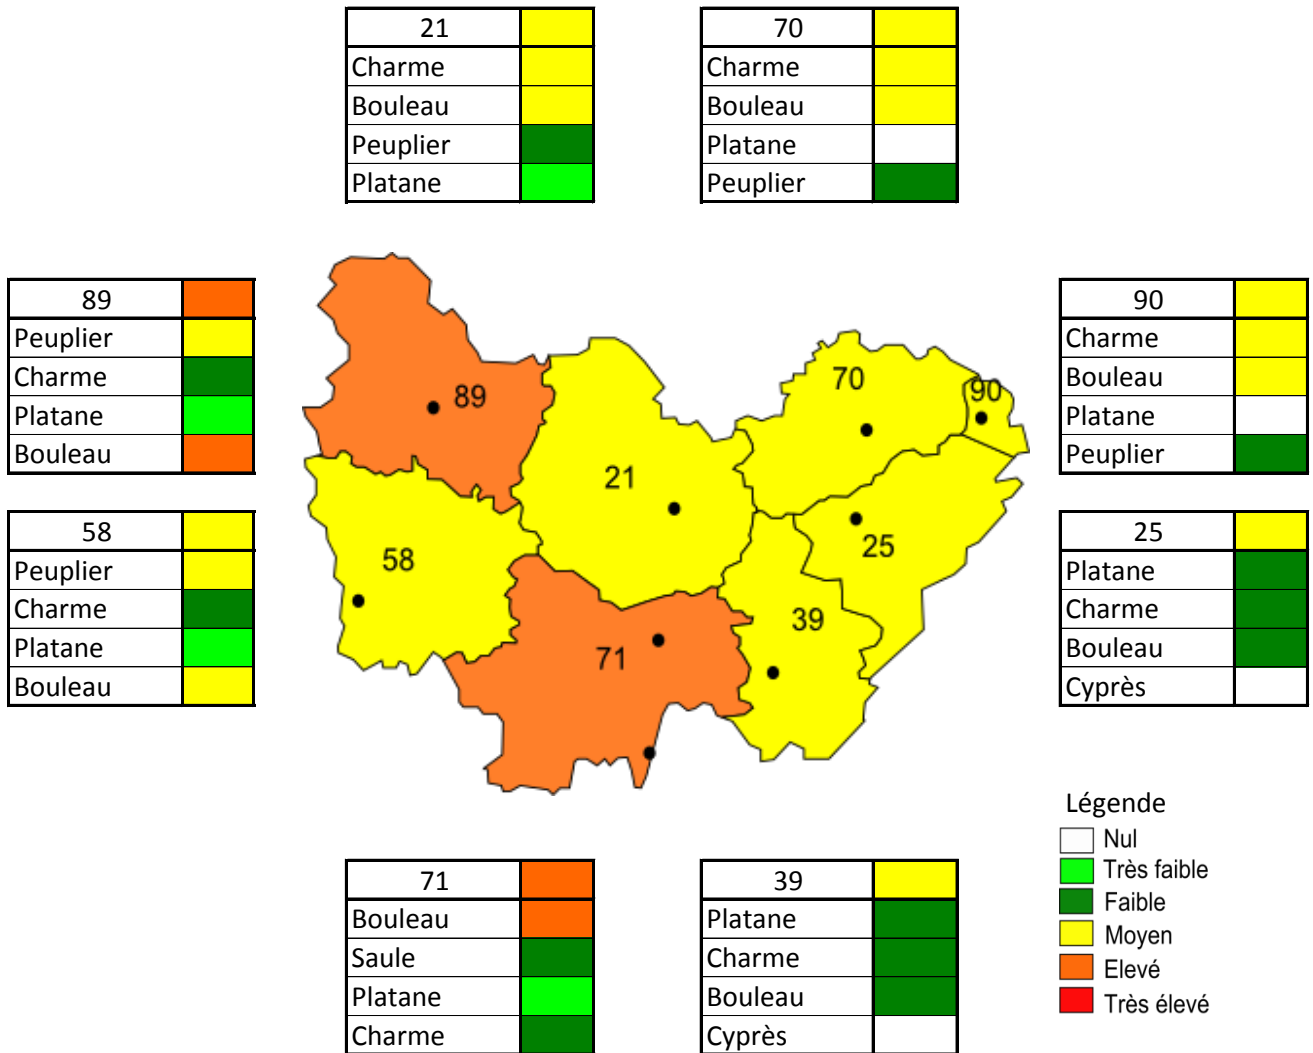 21
Charme
Bouleau
Peuplier
Platane
70
Charme
Bouleau
Platane
Peuplier
89
Peuplier
Charme
Platane
Bouleau
58
Peuplier
Charme
Platane
Bouleau
89
70
90
21
25
58
39
71
90
Charme
Bouleau
Platane
Peuplier
25
Platane
Charme
Bouleau
Cyprès
71
Bouleau
Saule
Platane
Charme
39
Platane
Charme
Bouleau
Cyprès
Légende
Nul
Très faible
Faible
Moyen
Elevé
Très élevé